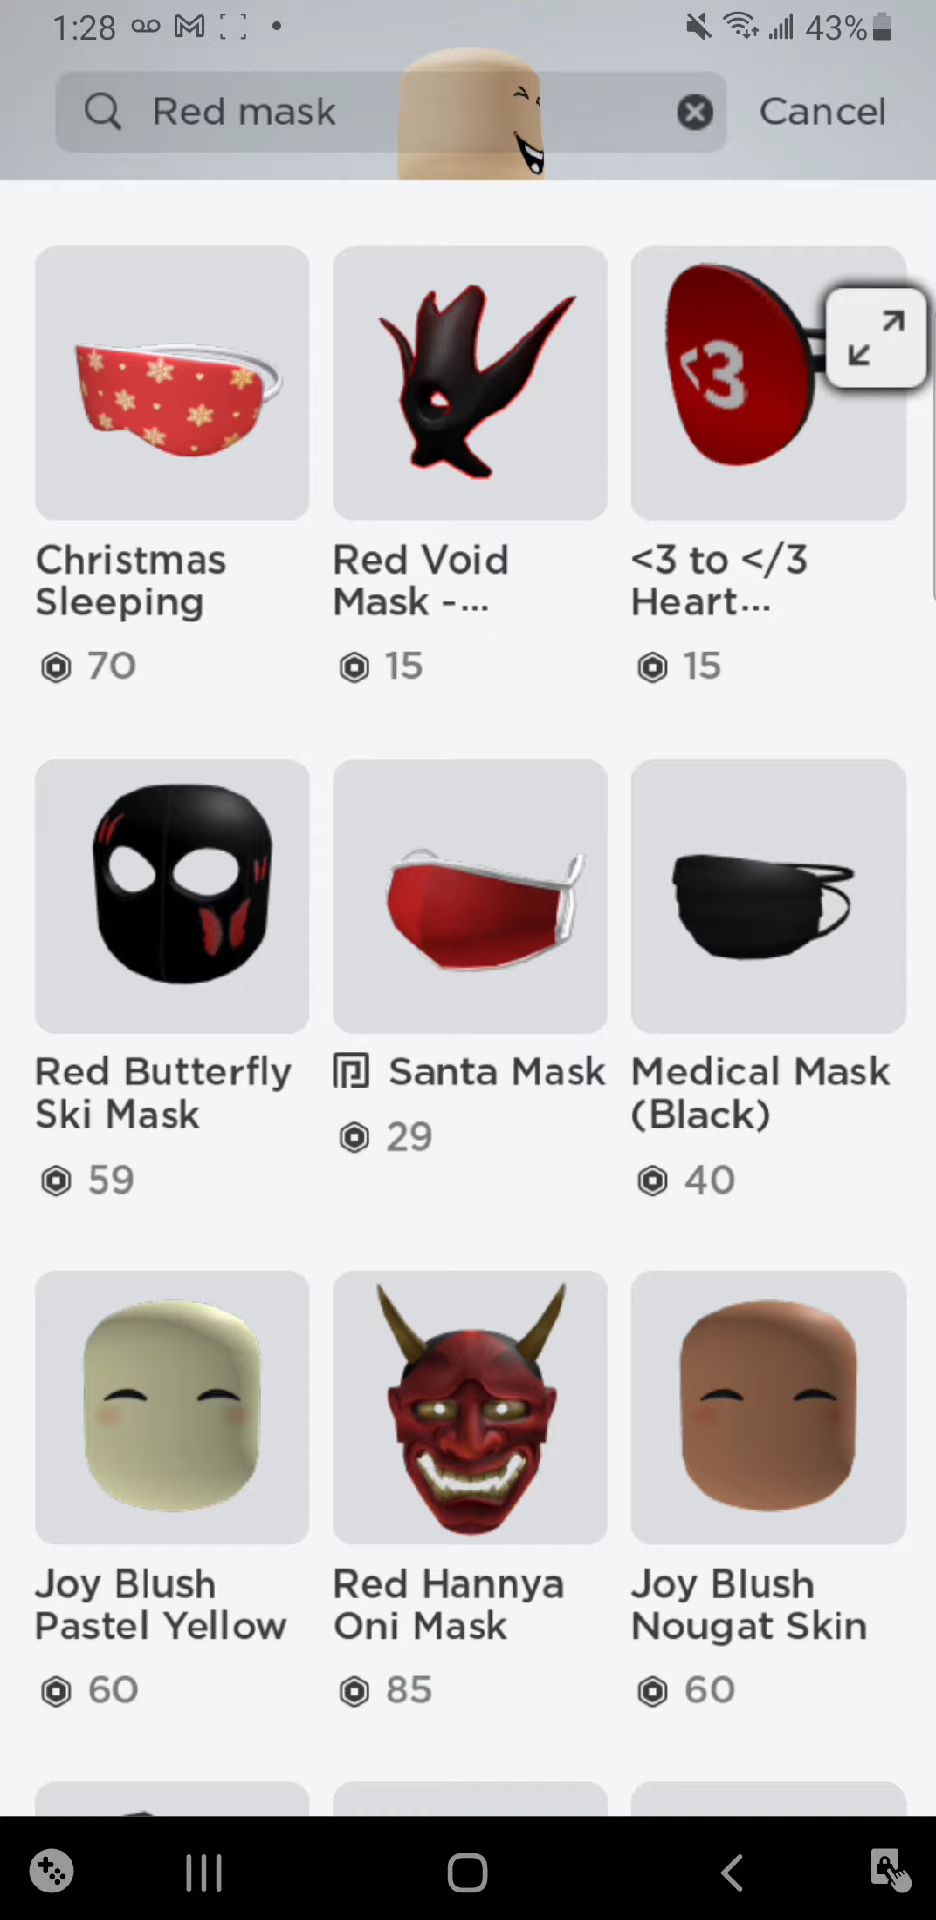 1:28
43%
Red mask
Cancel
<3
Christmas
Sleeping
70
Red Void
Mask -...
15
<3 to </3
Heart...
15
Red Butterfly
Ski Mask
59
Santa Mask
29
Medical Mask
(Black)
40
Joy Blush
Pastel Yellow
60
Red Hannya
Oni Mask
85
Joy Blush
Nougat Skin
60